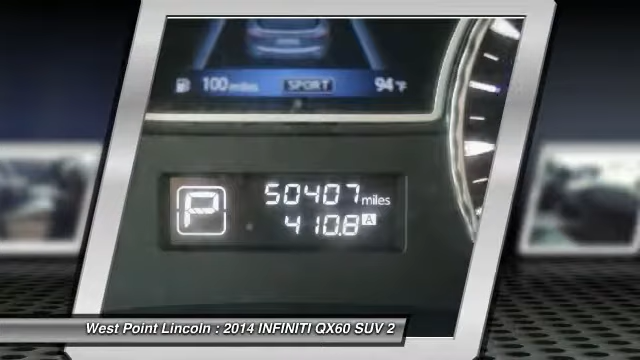 100 miles SPORT 94°F
P
50407 miles
410.8 A
West Point Lincoln : 2014 INFINITI QX60 SUV 2